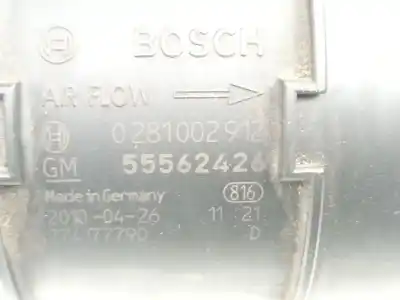 BOSCH
AIR FLOW
0 281 002 912
GM 55562426
Made in Germany 816
2010-04-26 11 21
D